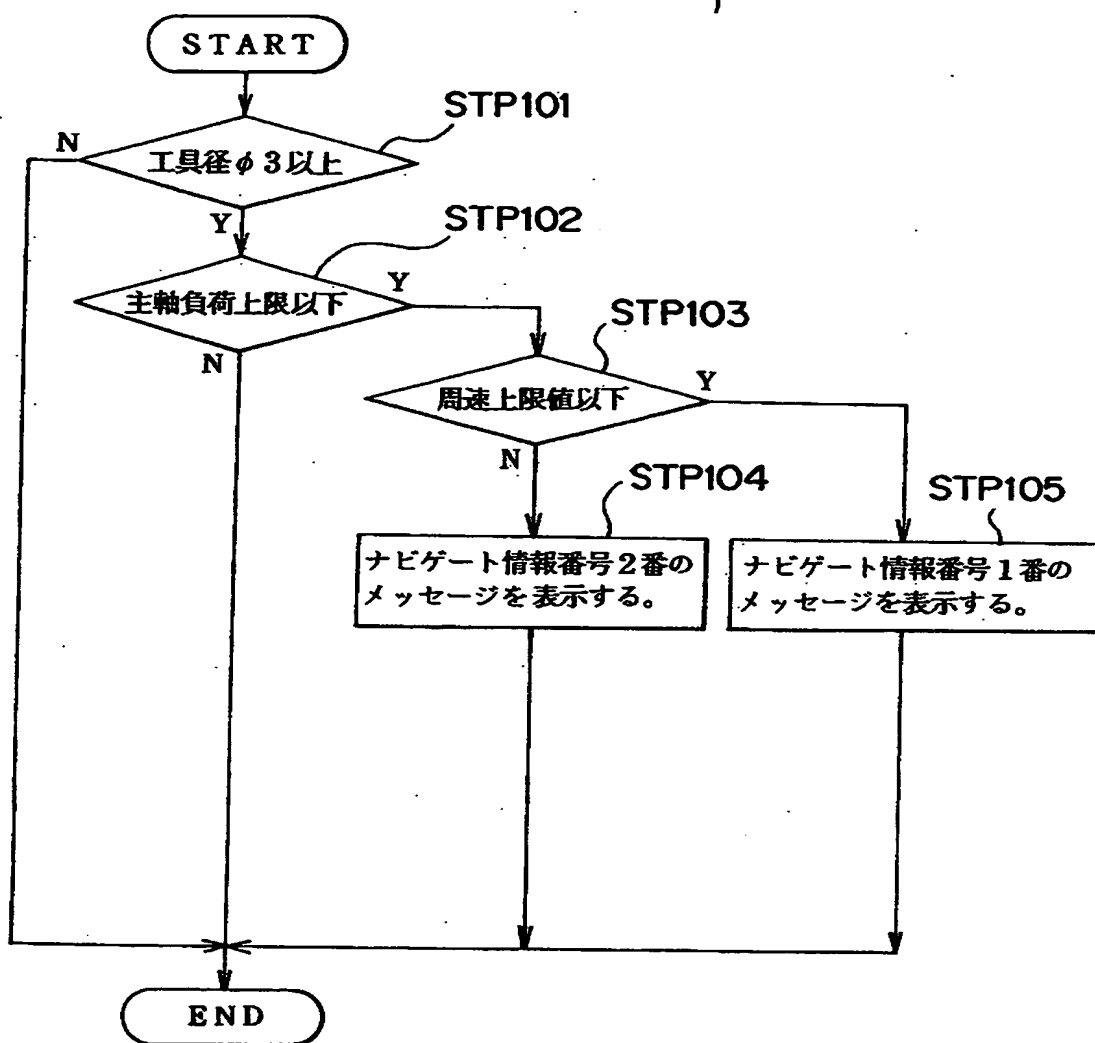 START
STP101
N
工具径φ3以上
Y
STP102
Y
主軸負荷上限以下
N
STP103
Y
周速上限値以下
N
STP104
STP105
ナビゲート情報番号2番の
メッセージを表示する。
ナビゲート情報番号1番の
メッセージを表示する。
END